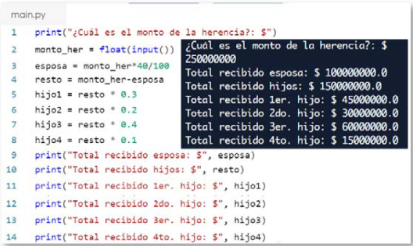 main.py
1 print("¿Cuál es el monto de la herencia?: $")
2 monto_her = float(input())
3 esposa = monto_her*40/100
4 resto = monto_her-esposa
5 hijo1 = resto * 0.3
6 hijo2 = resto * 0.2
7 hijo3 = resto * 0.4
8 hijo4 = resto * 0.1
9 print("Total recibido esposa: $", esposa)
10 print("Total recibido hijos: $", resto)
11 print("Total recibido 1er. hijo: $", hijo1)
12 print("Total recibido 2do. hijo: $", hijo2)
13 print("Total recibido 3er. hijo: $", hijo3)
14 print("Total recibido 4to. hijo: $", hijo4)
¿Cuál es el monto de la herencia?: $
250000000
Total recibido esposa: $ 100000000.0
Total recibido hijos: $ 150000000.0
Total recibido 1er. hijo: $ 45000000.0
Total recibido 2do. hijo: $ 30000000.0
Total recibido 3er. hijo: $ 60000000.0
Total recibido 4to. hijo: $ 15000000.0